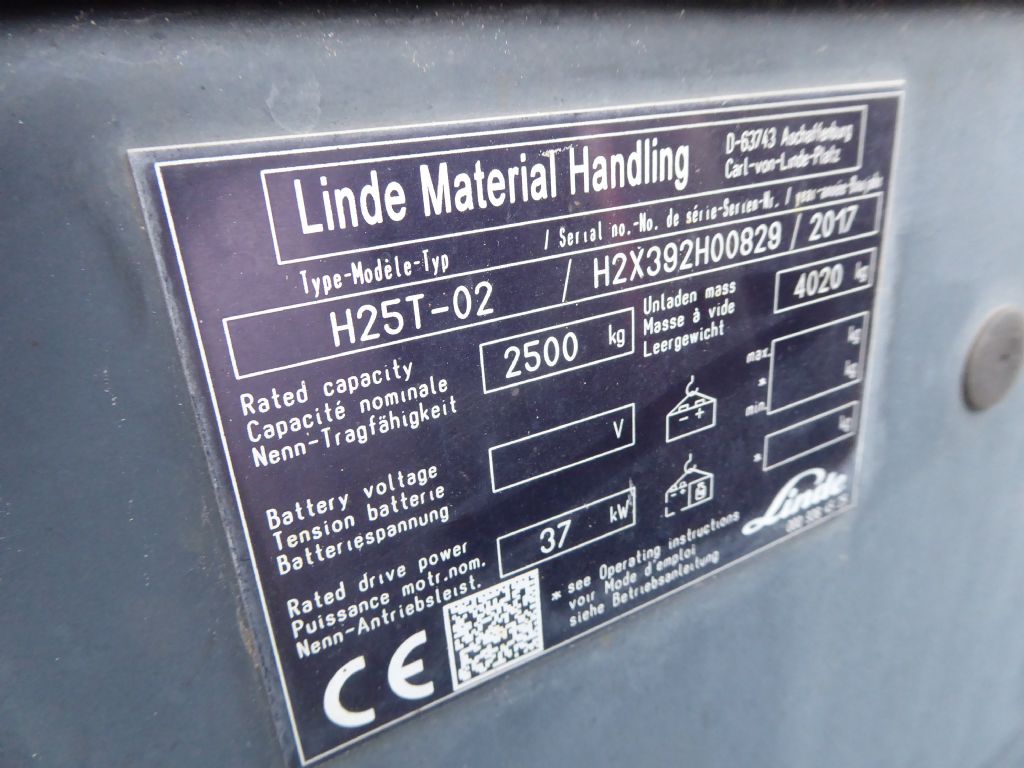 Linde Material Handling
D-63743 Aschaffenburg
Carl-von-Linde-Platz
Type-Modèle-Typ / Serial no.-No. de série-Serien-Nr. / year-année-Baujahr
H25T-02 / H2X392H00829 / 2017
Rated capacity
Capacité nominale
Nenn-Tragfähigkeit
2500 kg
Unladen mass
Masse à vide
Leergewicht
4020 kg
Battery voltage
Tension batterie
Batteriespannung
V
- +
max. kg
*
min. kg
Rated drive power
Puissance motr.nom.
Nenn-Antriebsleist.
37 kW
- +
* kg
* see Operating instructions
voir Mode d'emploi
siehe Betriebsanleitung
Linde
CE